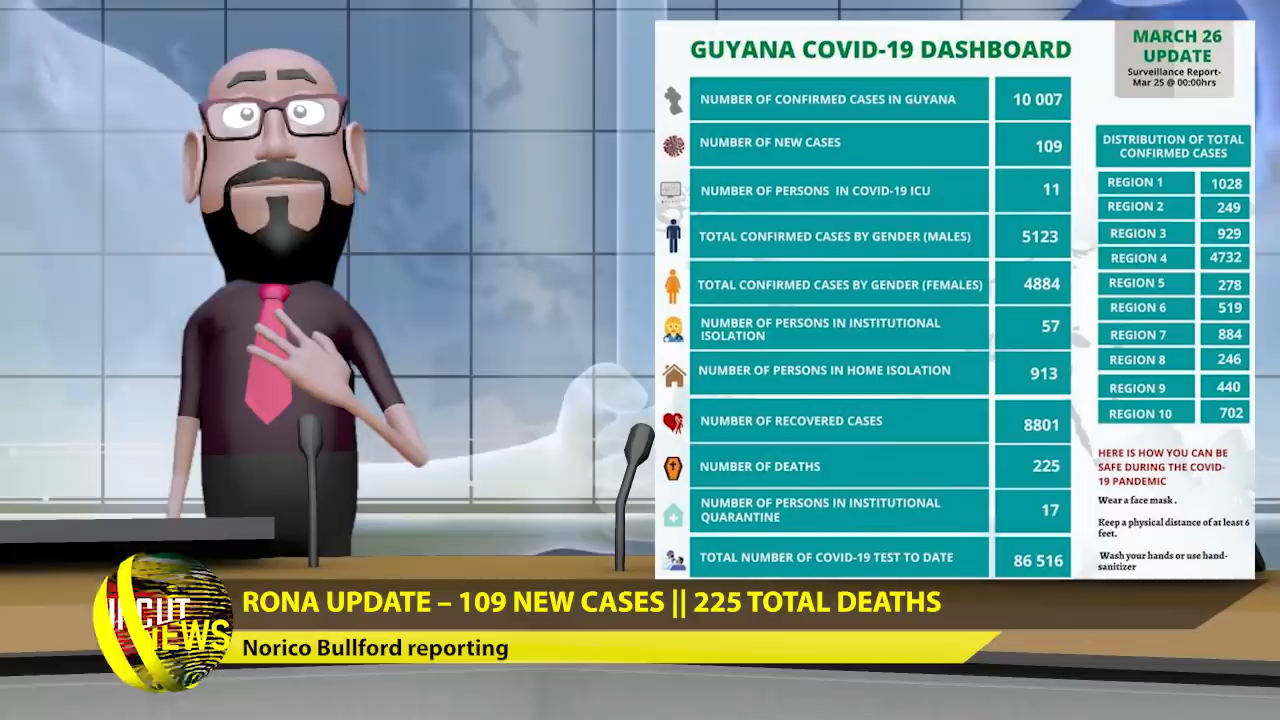 GUYANA COVID-19 DASHBOARD
MARCH 26
UPDATE
Surveillance Report-
Mar 25 @ 00:00hrs
NUMBER OF CONFIRMED CASES IN GUYANA 10 007
NUMBER OF NEW CASES 109
NUMBER OF PERSONS IN COVID-19 ICU 11
TOTAL CONFIRMED CASES BY GENDER (MALES) 5123
TOTAL CONFIRMED CASES BY GENDER (FEMALES) 4884
NUMBER OF PERSONS IN INSTITUTIONAL
ISOLATION 57
NUMBER OF PERSONS IN HOME ISOLATION 913
NUMBER OF RECOVERED CASES 8801
NUMBER OF DEATHS 225
NUMBER OF PERSONS IN INSTITUTIONAL
QUARANTINE 17
TOTAL NUMBER OF COVID-19 TEST TO DATE 86 516
DISTRIBUTION OF TOTAL
CONFIRMED CASES
REGION 1 1028
REGION 2 249
REGION 3 929
REGION 4 4732
REGION 5 278
REGION 6 519
REGION 7 884
REGION 8 246
REGION 9 440
REGION 10 702
HERE IS HOW YOU CAN BE
SAFE DURING THE COVID-
19 PANDEMIC
Wear a face mask .
Keep a physical distance of at least 6
feet.
Wash your hands or use hand-
sanitizer
NEWS
RONA UPDATE – 109 NEW CASES || 225 TOTAL DEATHS
Norico Bullford reporting